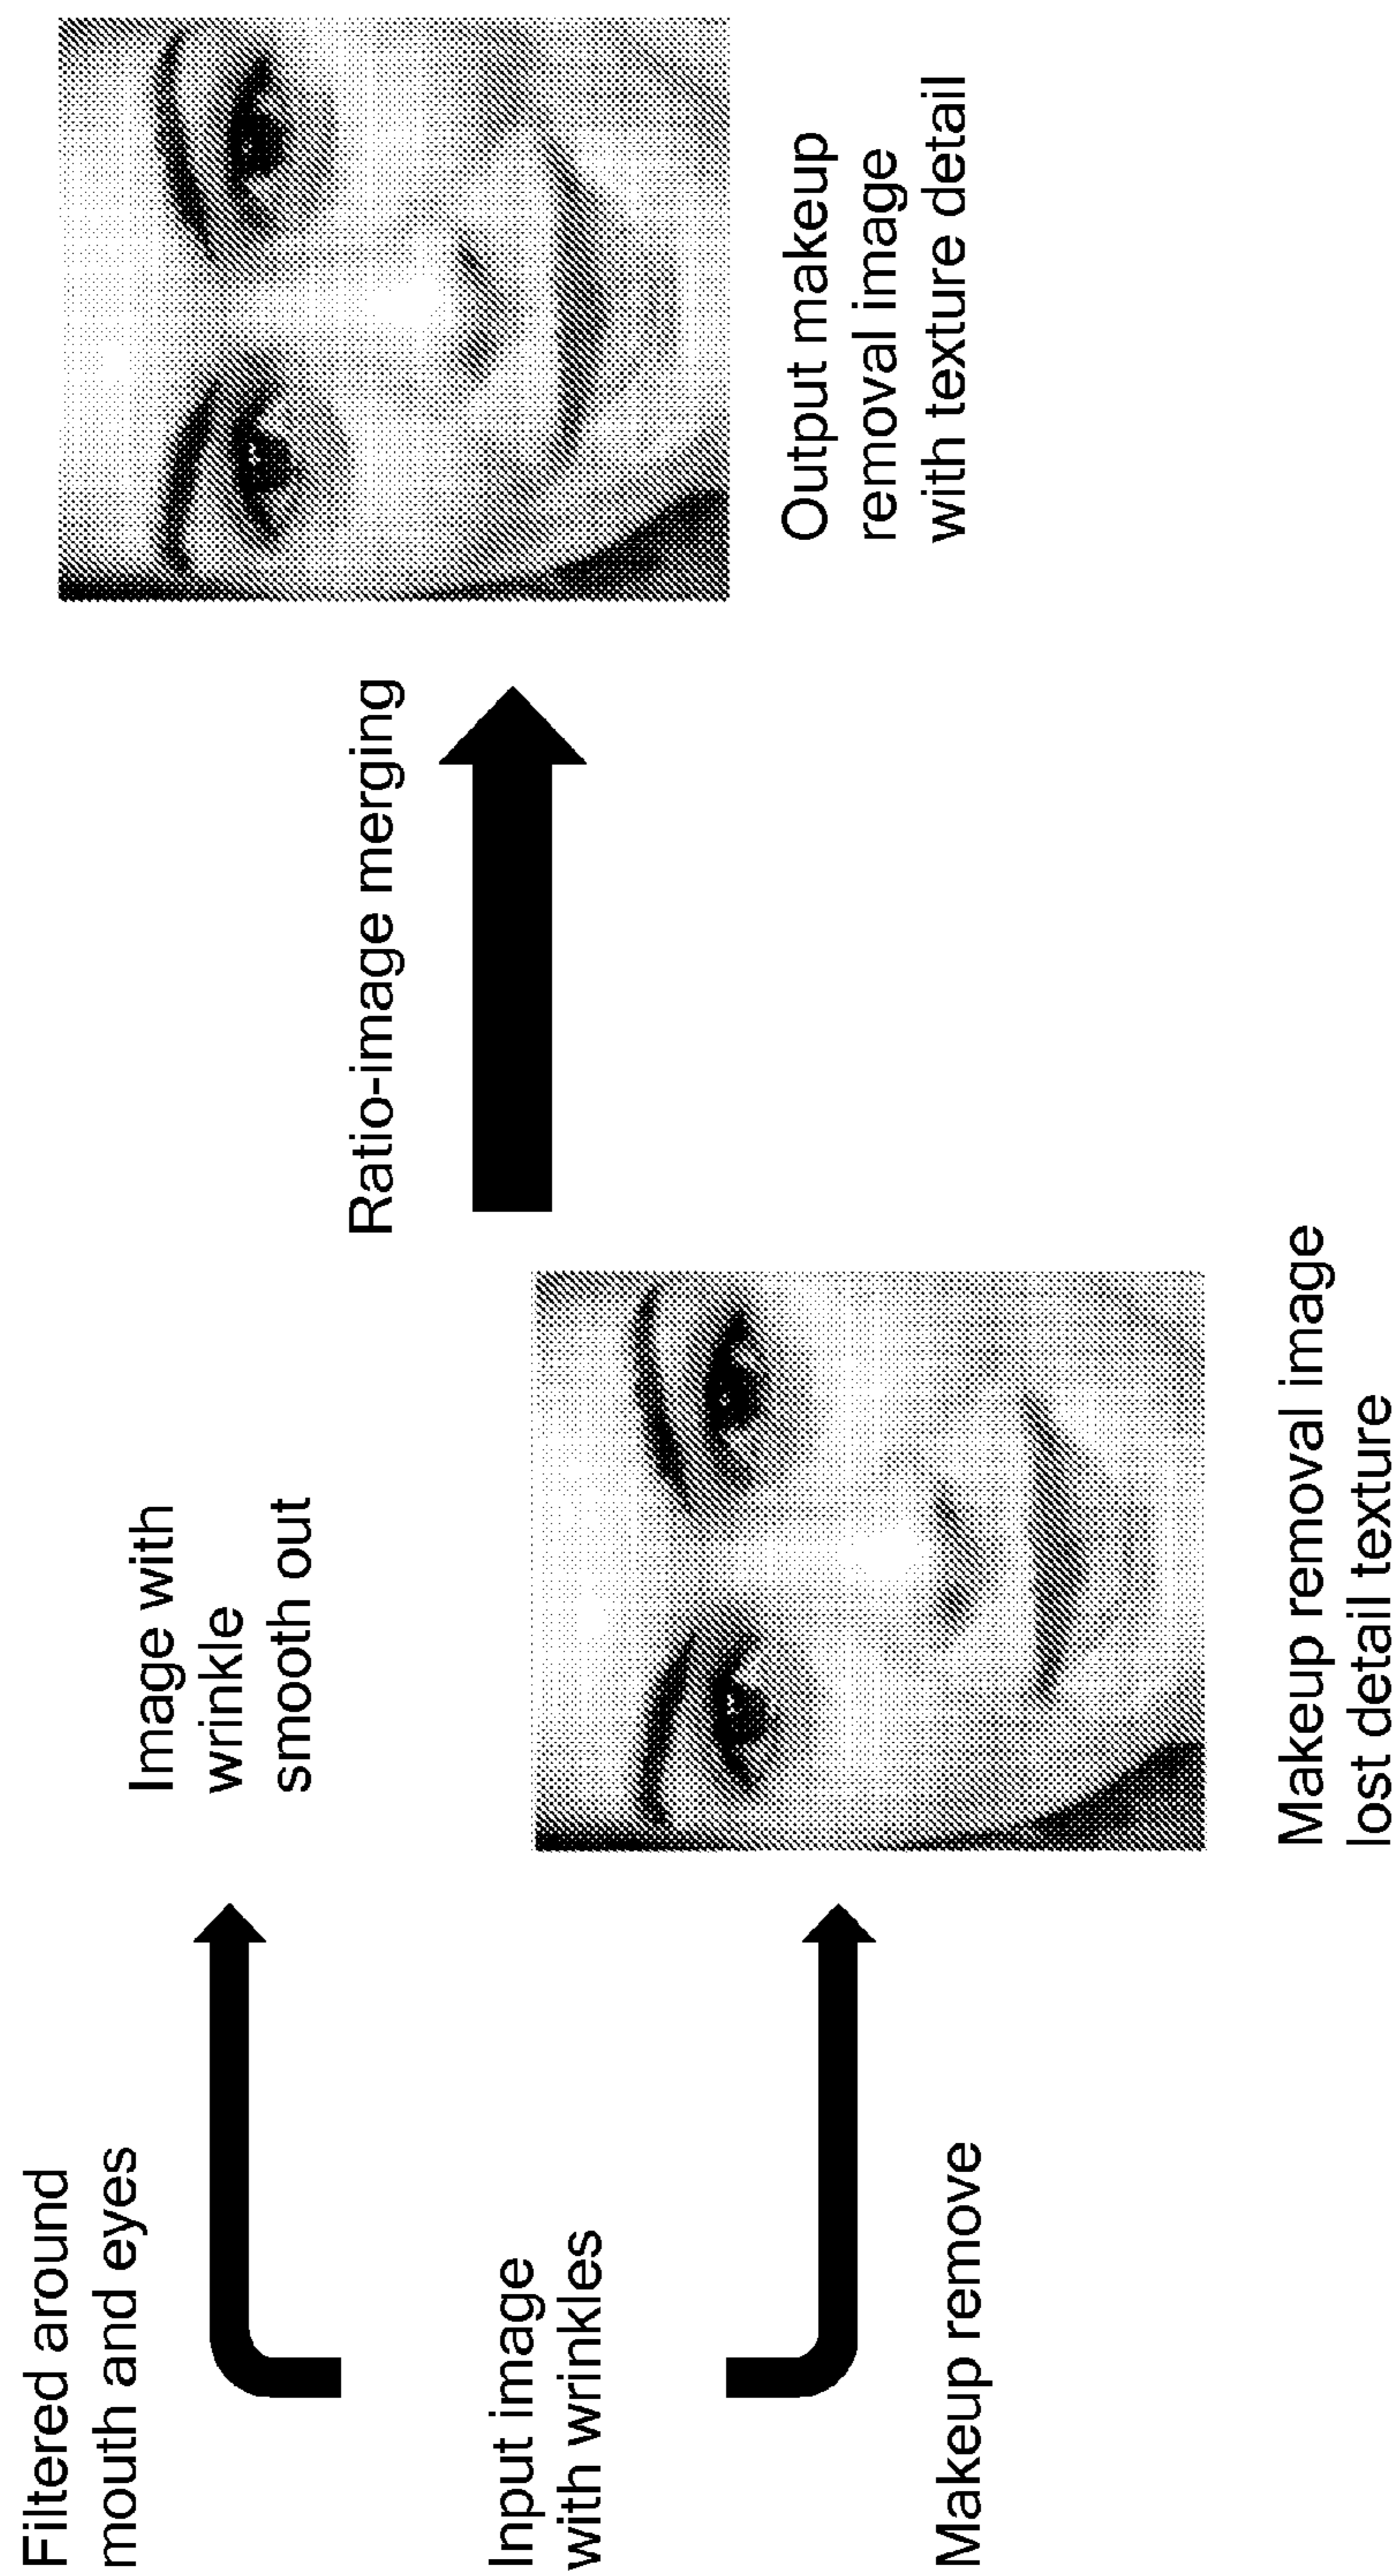 Filtered around
mouth and eyes
Image with
wrinkle
smooth out
Input image
with wrinkles
Ratio-image merging
Makeup remove
Makeup removal image
lost detail texture
Output makeup
removal image
with texture detail